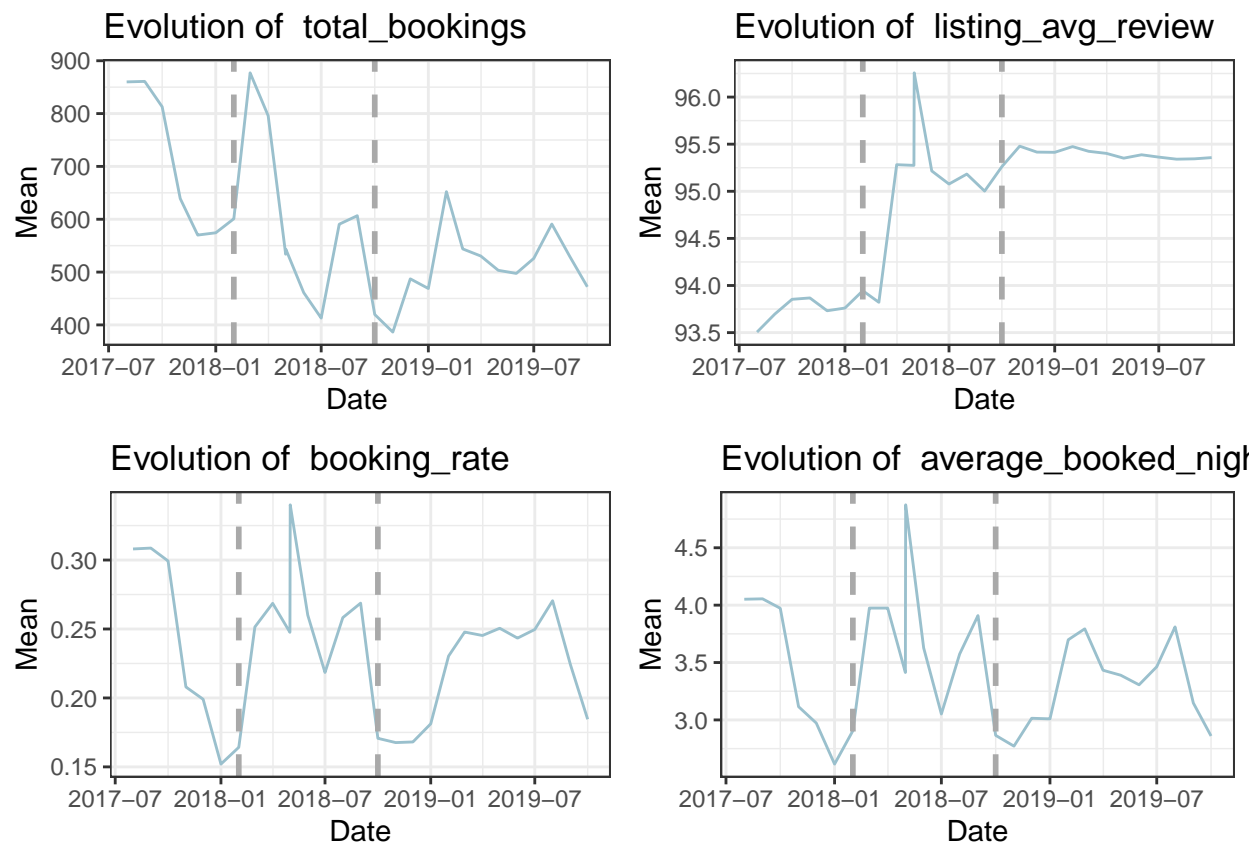 Evolution of  total_bookings
900
800
700
600
500
400
Mean
2017−07 2018−01 2018−07 2019−01 2019−07
Date
Evolution of  listing_avg_review
96.0
95.5
95.0
94.5
94.0
93.5
Mean
2017−07 2018−01 2018−07 2019−01 2019−07
Date
Evolution of  booking_rate
0.30
0.25
0.20
0.15
Mean
2017−07 2018−01 2018−07 2019−01 2019−07
Date
Evolution of  average_booked_nigh
4.5
4.0
3.5
3.0
Mean
2017−07 2018−01 2018−07 2019−01 2019−07
Date